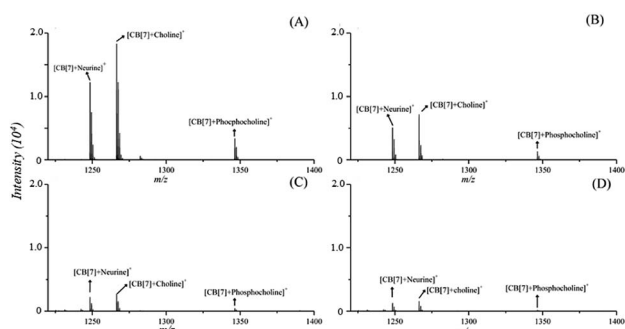 (A)
2.0
[CB[7]+Choline]+
[CB[7]+Neurine]+
1.0
[CB[7]+Phocphocholine]+
0
1250 1300 1350 1400
m/z
(B)
2.0
[CB[7]+Neurine]+
[CB[7]+Choline]+
1.0
[CB[7]+Phosphocholine]+
0
1250 1300 1350 1400
m/z
Intensity (10⁴)
(C)
2.0
1.0
[CB[7]+Neurine]+
[CB[7]+Choline]+
[CB[7]+Phosphocholine]+
0
1250 1300 1350 1400
m/z
(D)
2.0
1.0
[CB[7]+Neurine]+
[CB[7]+choline]+
[CB[7]+Phosphocholine]+
0
1250 1300 1350 1400
m/z